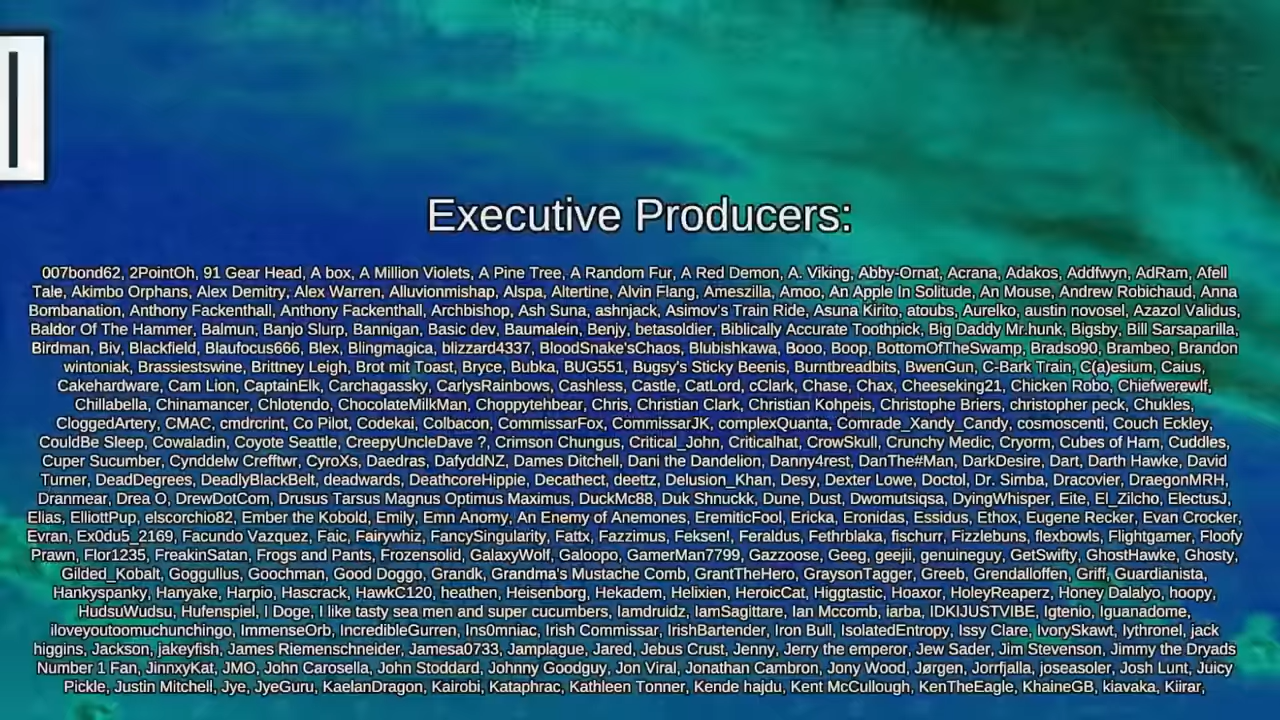 Executive Producers:
007bond62, 2PointOh, 91 Gear Head, A box, A Million Violets, A Pine Tree, A Random Fur, A Red Demon, A. Viking, Abby-Ornat, Acrana, Adakos, Addfwyn, AdRam, Afell
Tale, Akimbo Orphans, Alex Demitry, Alex Warren, Alluvionmishap, Alspa, Altertine, Alvin Flang, Ameszilla, Amoo, An Apple In Solitude, An Mouse, Andrew Robichaud, Anna
Bombanation, Anthony Fackenthall, Anthony Fackenthall, Archbishop, Ash Suna, ashnjack, Asimov's Train Ride, Asuna Kirito, atoubs, Aurelko, austin novosel, Azazol Validus,
Baldor Of The Hammer, Balmun, Banjo Slurp, Bannigan, Basic dev, Baumalein, Benjy, betasoldier, Biblically Accurate Toothpick, Big Daddy Mr.hunk, Bigsby, Bill Sarsaparilla,
Birdman, Biv, Blackfield, Blaufocus666, Blex, Blingmagica, blizzard4337, BloodSnake'sChaos, Blubishkawa, Booo, Boop, BottomOfTheSwamp, Bradso90, Brambeo, Brandon
wintoniak, Brassiestswine, Brittney Leigh, Brot mit Toast, Bryce, Bubka, BUG551, Bugsy's Sticky Beenis, Burntbreadbits, BwenGun, C-Bark Train, C(a)esium, Caius,
Cakehardware, Cam Lion, CaptainElk, Carchagassky, CarlysRainbows, Cashless, Castle, CatLord, cClark, Chase, Chax, Cheeseking21, Chicken Robo, Chiefwerewlf,
Chillabella, Chinamancer, Chlotendo, ChocolateMilkMan, Choppytehbear, Chris, Christian Clark, Christian Kohpeis, Christophe Briers, christopher peck, Chukles,
CloggedArtery, CMAC, cmdrcrint, Co Pilot, Codekai, Colbacon, CommissarFox, CommissarJK, complexQuanta, Comrade_Xandy_Candy, cosmoscenti, Couch Eckley,
CouldBe Sleep, Cowaladin, Coyote Seattle, CreepyUncleDave ?, Crimson Chungus, Critical_John, Criticalhat, CrowSkull, Crunchy Medic, Cryorm, Cubes of Ham, Cuddles,
Cuper Sucumber, Cynddelw Crefftwr, CyroXs, Daedras, DafyddNZ, Dames Ditchell, Dani the Dandelion, Danny4rest, DanThe#Man, DarkDesire, Dart, Darth Hawke, David
Turner, DeadDegrees, DeadlyBlackBelt, deadwards, DeathcoreHippie, Decathect, deettz, Delusion_Khan, Desy, Dexter Lowe, Doctol, Dr. Simba, Dracovier, DraegonMRH,
Dranmear, Drea O, DrewDotCom, Drusus Tarsus Magnus Optimus Maximus, DuckMc88, Duk Shnuckk, Dune, Dust, Dwomutisqsa, DyingWhisper, Eite, El_Zilcho, ElectusJ,
Elias, ElliottPup, elscorchio82, Ember the Kobold, Emily, Emn Anomy, An Enemy of Anemones, EremiticFool, Ericka, Eronidas, Essidus, Ethox, Eugene Recker, Evan Crocker,
Evran, Ex0du5_2169, Facundo Vazquez, Faic, Fairywhiz, FancySingularity, Fattx, Fazzimus, Feksen!, Feraldus, Fethrblaka, fischurr, Fizzlebuns, flexbowls, Flightgamer, Floofy
Prawn, Flor1235, FreakinSatan, Frogs and Pants, Frozensolid, GalaxyWolf, Galoopo, GamerMan7799, Gazzoose, Geeg, geejii, genuineguy, GetSwifty, GhostHawke, Ghosty,
Gilded_Kobalt, Goggullus, Goochman, Good Doggo, Grandk, Grandma's Mustache Comb, GrantTheHero, GraysonTagger, Greeb, Grendalloffen, Griff, Guardianista,
Hankyspanky, Hanyake, Harpio, Hascrack, HawkC120, heathen, Heisenborg, Hekadem, Helixien, HeroicCat, Higgtastic, Hoaxor, HoleyReaperz, Honey Dalalyo, hoopy,
HudsuWudsu, Hufenspiel, I Doge, I like tasty sea men and super cucumbers, Iamdruidz, IamSagittare, Ian Mccomb, iarba, IDKIJUSTVIBE, Igtenio, Iguanadome,
iloveyoutoomuchunchingo, ImmenseOrb, IncredibleGurren, Ins0mniac, Irish Commissar, IrishBartender, Iron Bull, IsolatedEntropy, Issy Clare, IvorySkawt, Iythronel, jack
higgins, Jackson, jakeyfish, James Riemenschneider, Jamesa0733, Jamplague, Jared, Jebus Crust, Jenny, Jerry the emperor, Jew Sader, Jim Stevenson, Jimmy the Dryads
Number 1 Fan, JinnxyKat, JMO, John Carosella, John Stoddard, Johnny Goodguy, Jon Viral, Jonathan Cambron, Jony Wood, Jørgen, Jorrfjalla, joseasoler, Josh Lunt, Juicy
Pickle, Justin Mitchell, Jye, JyeGuru, KaelanDragon, Kairobi, Kataphrac, Kathleen Tonner, Kende hajdu, Kent McCullough, KenTheEagle, KhaineGB, kiavaka, Kiirar,